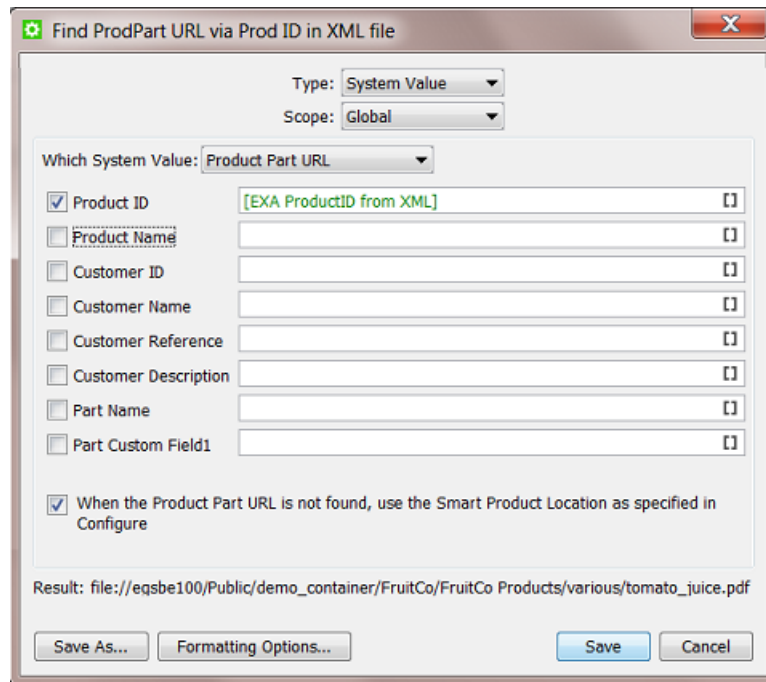 Find ProdPart URL via Prod ID in XML file
Type: System Value
Scope: Global
Which System Value: Product Part URL
Product ID [EXA ProductID from XML] []
Product Name []
Customer ID []
Customer Name []
Customer Reference []
Customer Description []
Part Name []
Part Custom Field1 []
When the Product Part URL is not found, use the Smart Product Location as specified in
Configure
Result: file://egsbe100/Public/demo_container/FruitCo/FruitCo Products/various/tomato_juice.pdf
Save As... Formatting Options... Save Cancel